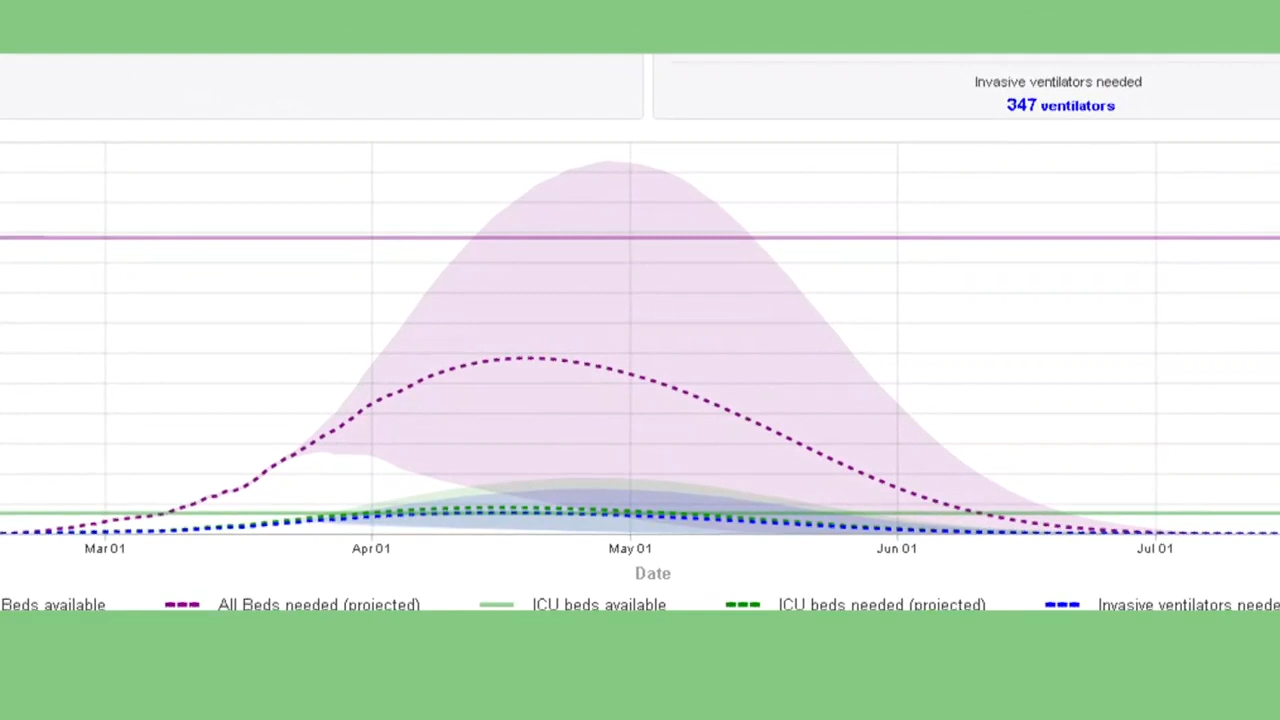 Invasive ventilators needed
347 ventilators
Mar 01 Apr 01 May 01 Jun 01 Jul 01
Date
Beds available All Beds needed (projected) ICU beds available ICU beds needed (projected) Invasive ventilators neede